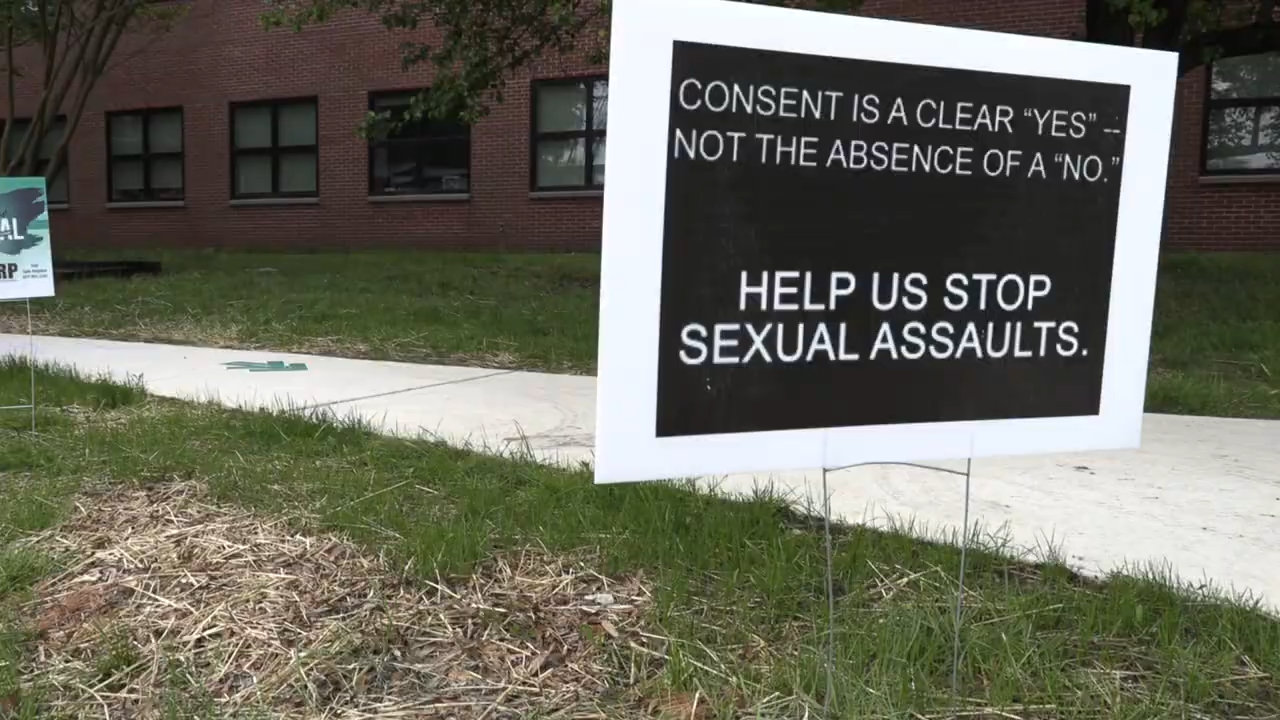 CONSENT IS A CLEAR “YES” --
NOT THE ABSENCE OF A “NO.”
HELP US STOP
SEXUAL ASSAULTS.
AL
RP